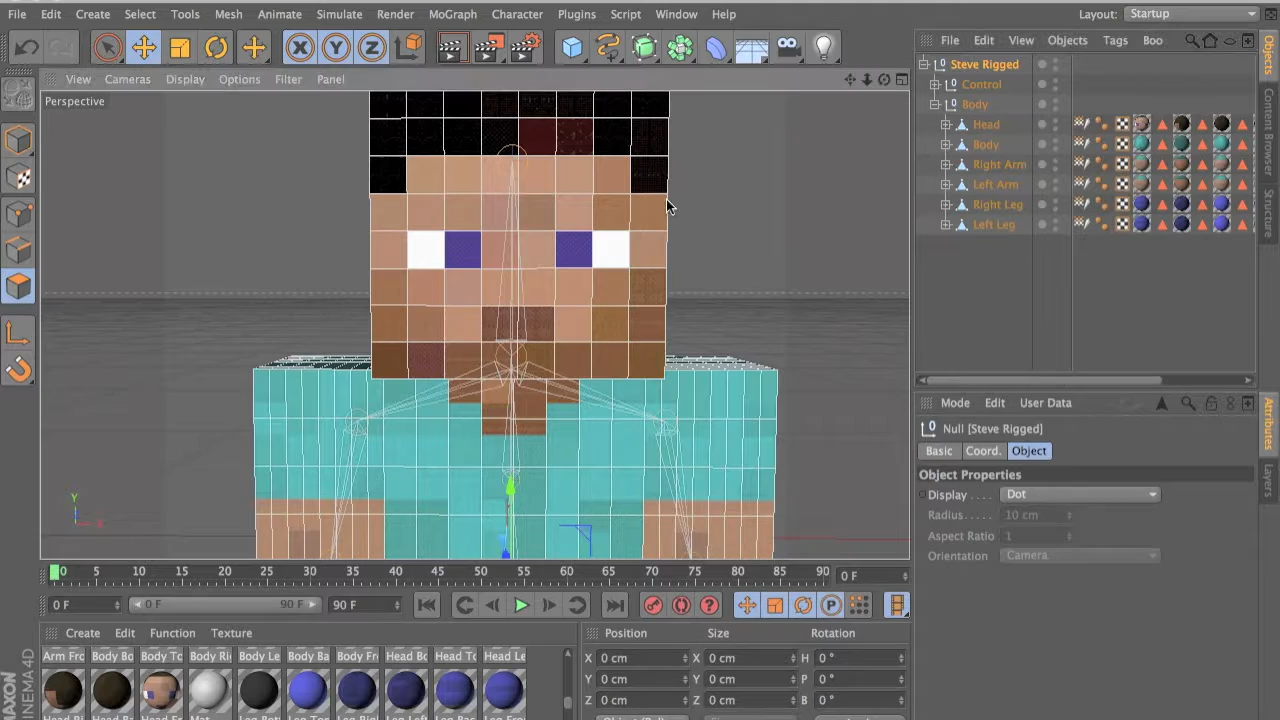 File Edit Create Select Tools Mesh Animate Simulate Render MoGraph Character Plugins Script Window Help Layout: Startup
X Y Z
File Edit View Objects Tags Boo
View Cameras Display Options Filter Panel
Perspective
Steve Rigged
Control
Body
Head
Body
Right Arm
Left Arm
Right Leg
Left Leg
Objects
Content Browser
Structure
Mode Edit User Data
Null [Steve Rigged]
Basic Coord. Object
Object Properties
Display . . . . Dot
Radius . . . . . 10 cm
Aspect Ratio 1
Orientation Camera
Attributes
Layers
Y
X
0 5 10 15 20 25 30 35 40 45 50 55 60 65 70 75 80 85 90 0 F
0 F 0 F 90 F 90 F
P
Create Edit Function Texture
Arm Fro Body Bo Body To Body Ri Body Le Body Ba Body Fr Head Bo Head To Head Le
Position Size Rotation
X 0 cm X 0 cm H 0 °
Y 0 cm Y 0 cm P 0 °
Z 0 cm Z 0 cm B 0 °
MAXON
CINEMA 4D